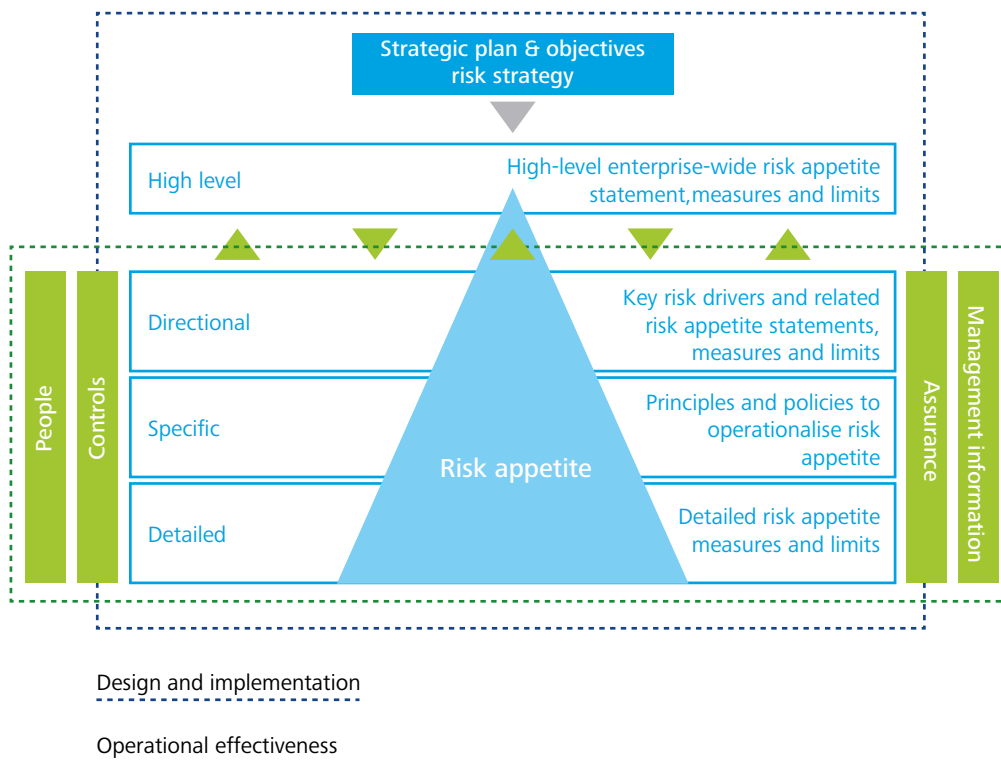 Strategic plan & objectives
risk strategy
High level
High-level enterprise-wide risk appetite
statement,measures and limits
Directional
Key risk drivers and related
risk appetite statements,
measures and limits
Specific
Principles and policies to
operationalise risk
appetite
Detailed
Detailed risk appetite
measures and limits
Risk appetite
People
Controls
Assurance
Management information
Design and implementation
Operational effectiveness